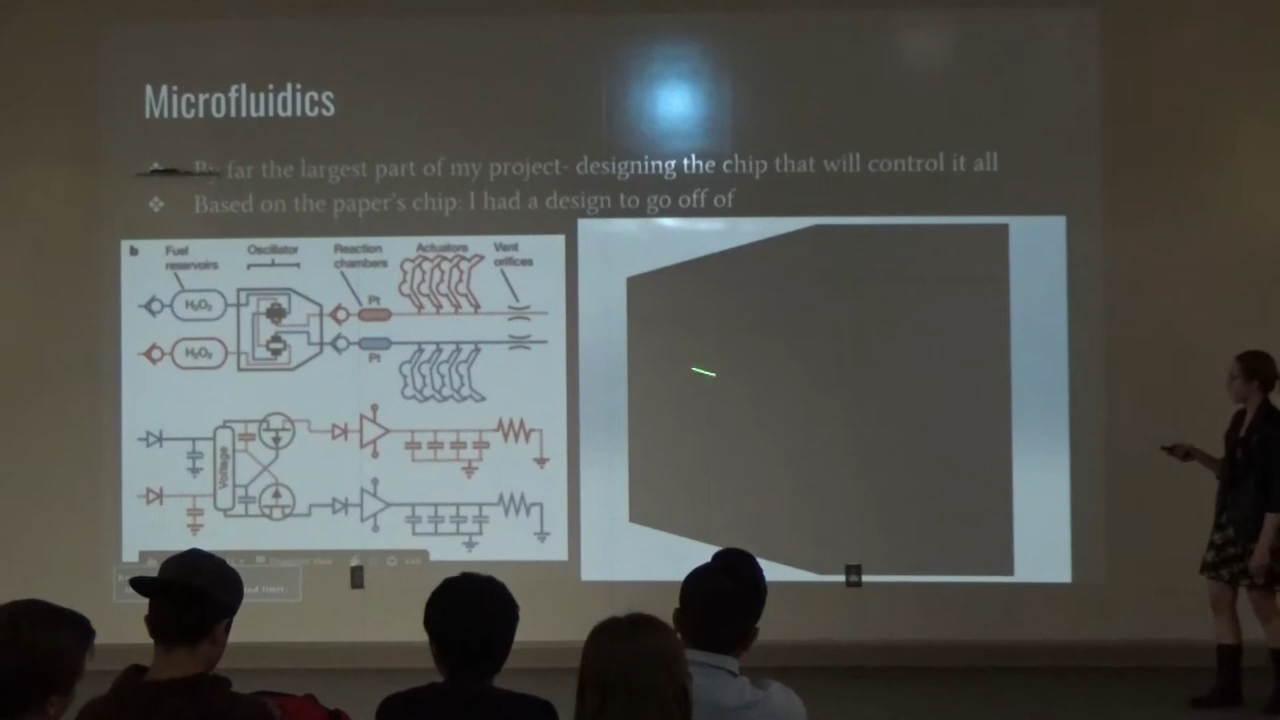 Microfluidics
By far the largest part of my project- designing the chip that will control it all
❖ Based on the paper's chip: I had a design to go off of
b
Fuel reservoirs
Oscillator
Reaction chambers
Actuators
Vent orifices
H₂O₂
Pt
H₂O₂
Pt
Voltage